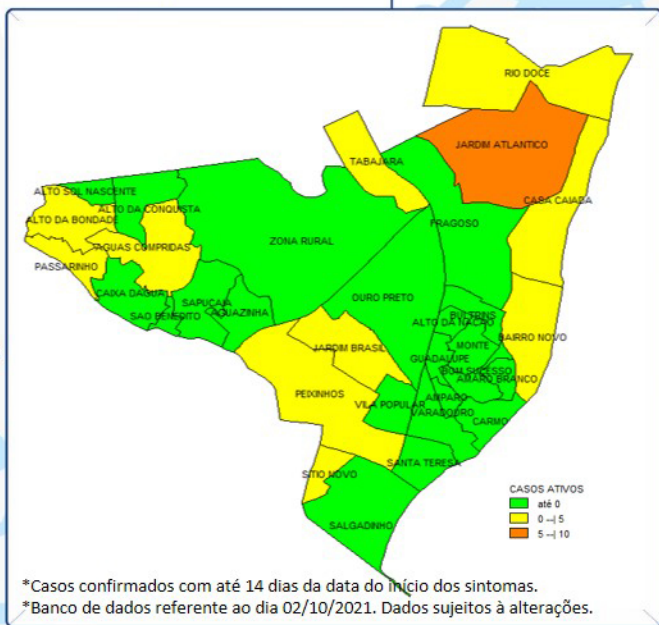 RIO DOCE
JARDIM ATLANTICO
TABAJARA
ALTO SOL NASCENTE
CASA CAIADA
ALTO DA CONQUISTA
ALTO DA BONDADE
FRAGOSO
ZONA RURAL
AGUAS COMPRIDAS
PASSARINHO
CAIXA DAGUA
OURO PRETO
SAPUCAIA
AGUAZINHA
SAO BENEDITO
BULTRINS
ALTO DA NACAO
BAIRRO NOVO
MONTE
JARDIM BRASIL
GUADALUPE
BOM SUCESSO
AMARO BRANCO
PEIXINHOS
AMPARO
VILA POPULAR
VARADOURO
CARMO
SANTA TERESA
SITIO NOVO
SALGADINHO
CASOS ATIVOS
até 0
0 --| 5
5 --| 10
*Casos confirmados com até 14 dias da data do início dos sintomas.
*Banco de dados referente ao dia 02/10/2021. Dados sujeitos à alterações.